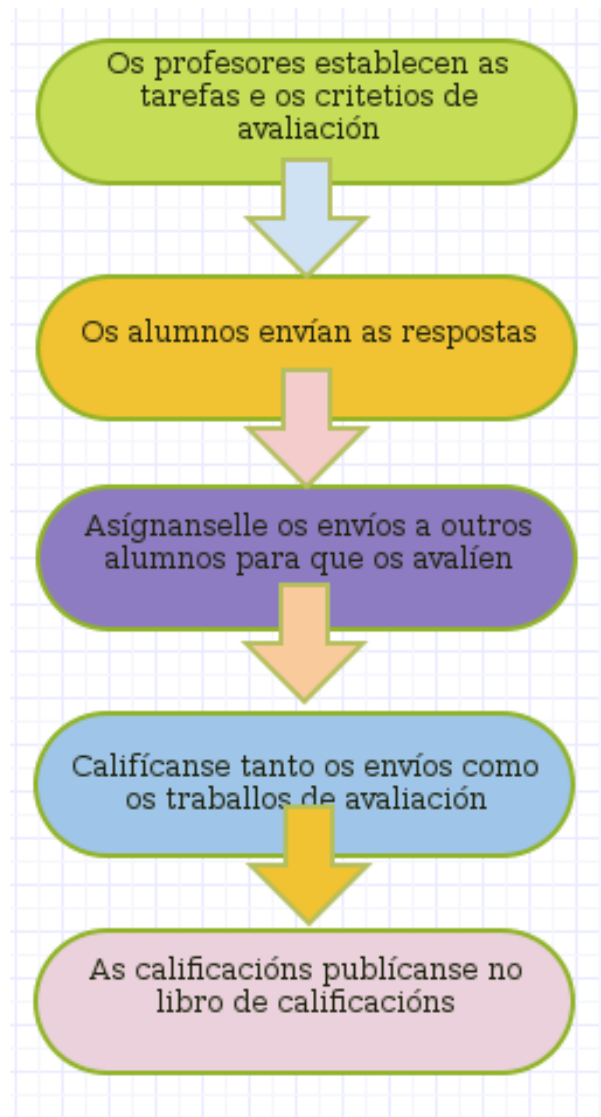 Os profesores establecen as
tarefas e os critetios de
avaliación
Os alumnos envían as respostas
Asígnanselle os envíos a outros
alumnos para que os avalíen
Califícanse tanto os envíos como
os traballos de avaliación
As calificacións publícanse no
libro de calificacións